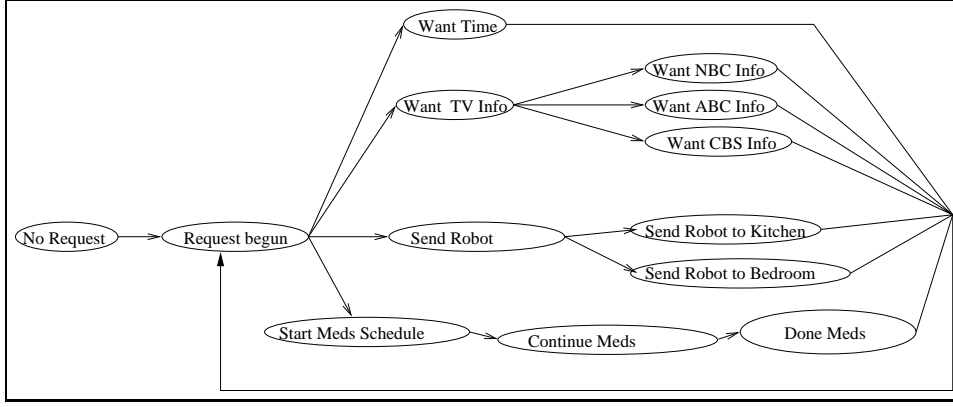 Want Time
Want NBC Info
Want TV Info
Want ABC Info
Want CBS Info
No Request
Request begun
Send Robot
Send Robot to Kitchen
Send Robot to Bedroom
Start Meds Schedule
Continue Meds
Done Meds